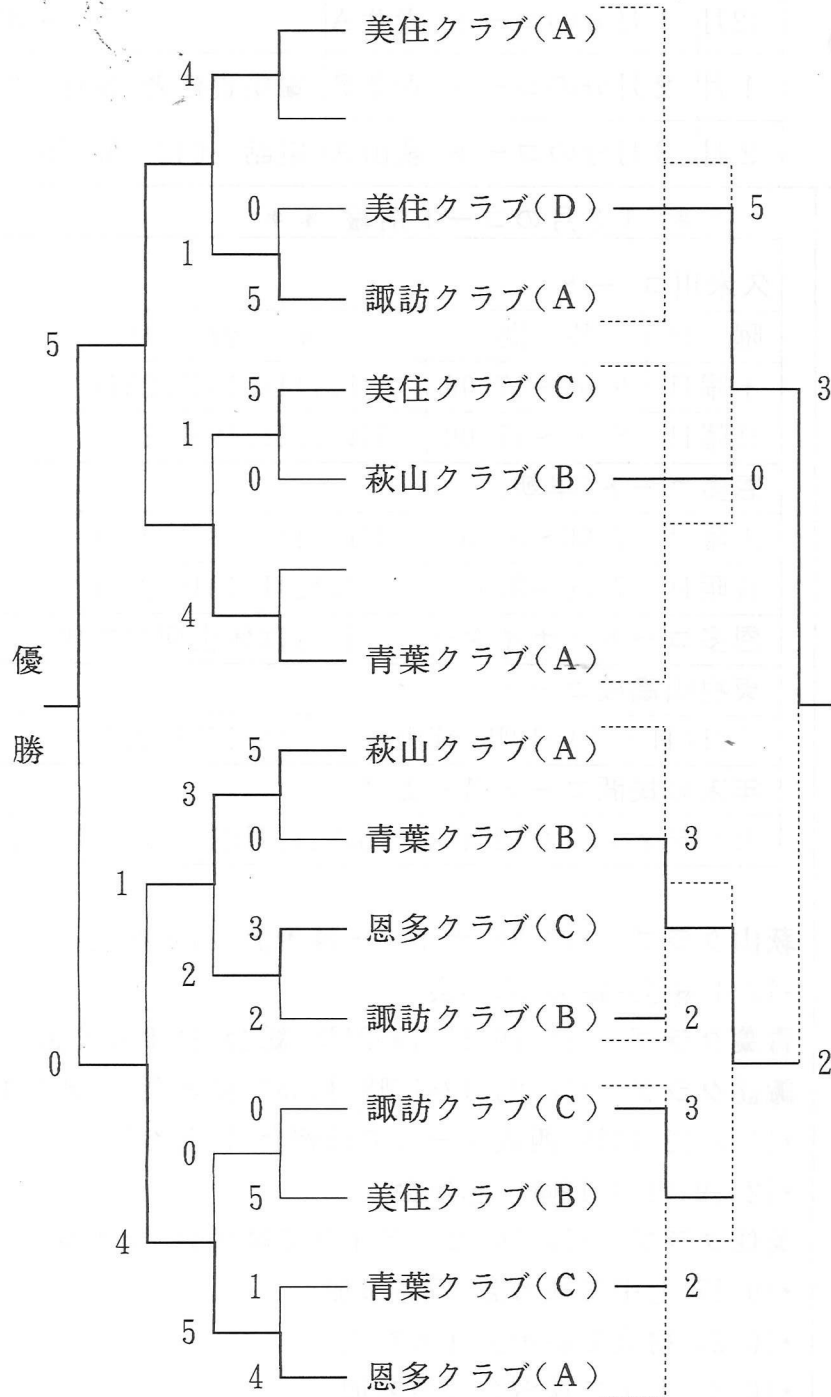 美住クラブ(A)
4
0 美住クラブ(D) 5
1
5 諏訪クラブ(A)
5
5 美住クラブ(C) 3
1
0 萩山クラブ(B) 0
4
青葉クラブ(A)
優
勝
5 萩山クラブ(A)
3
0 青葉クラブ(B) 3
1
3 恩多クラブ(C)
2
2 諏訪クラブ(B) 2
0 2
0 諏訪クラブ(C) 3
0
5 美住クラブ(B)
4
1 青葉クラブ(C) 2
5
4 恩多クラブ(A)